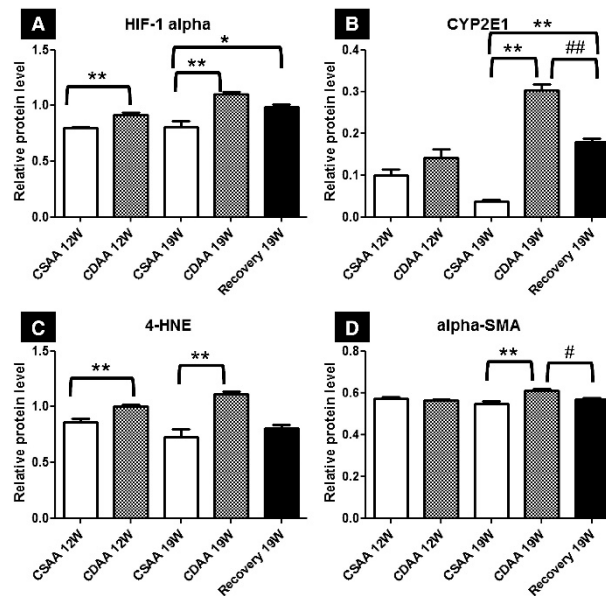 A
HIF-1 alpha
Relative protein level
1.5
1.0
0.5
0.0
**
**
*
CSAA 12W
CDAA 12W
CSAA 19W
CDAA 19W
Recovery 19W
B
CYP2E1
Relative protein level
0.4
0.3
0.2
0.1
0.0
**
**
##
CSAA 12W
CDAA 12W
CSAA 19W
CDAA 19W
Recovery 19W
C
4-HNE
Relative protein level
1.5
1.0
0.5
0.0
**
**
CSAA 12W
CDAA 12W
CSAA 19W
CDAA 19W
Recovery 19W
D
alpha-SMA
Relative protein level
0.8
0.6
0.4
0.2
0.0
**
#
CSAA 12W
CDAA 12W
CSAA 19W
CDAA 19W
Recovery 19W